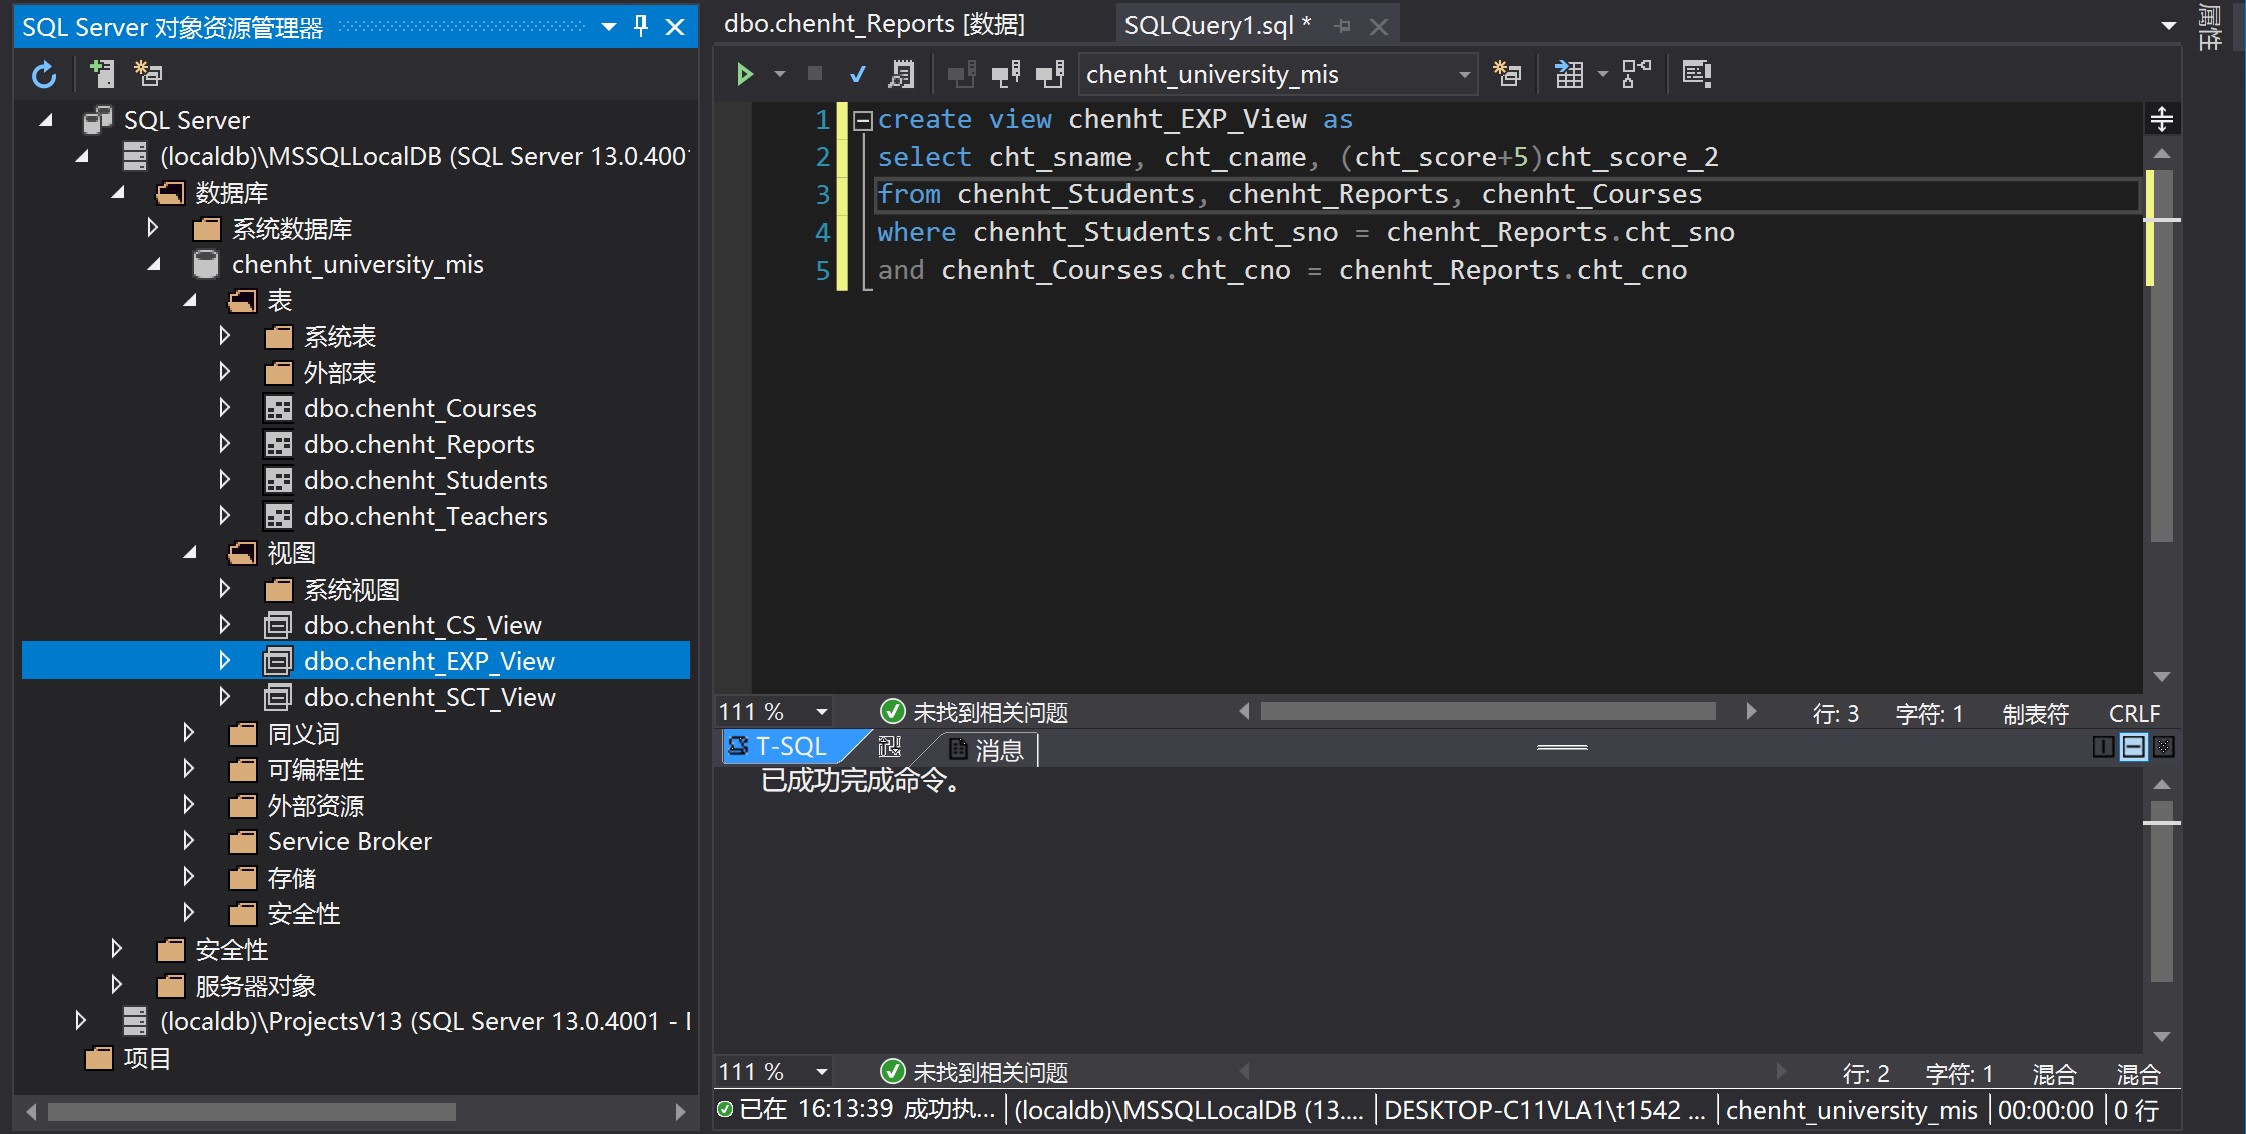 SQL Server 对象资源管理器
SQL Server
(localdb)\MSSQLLocalDB (SQL Server 13.0.4001
数据库
系统数据库
chenht_university_mis
表
系统表
外部表
dbo.chenht_Courses
dbo.chenht_Reports
dbo.chenht_Students
dbo.chenht_Teachers
视图
系统视图
dbo.chenht_CS_View
dbo.chenht_EXP_View
dbo.chenht_SCT_View
同义词
可编程性
外部资源
Service Broker
存储
安全性
安全性
服务器对象
(localdb)\ProjectsV13 (SQL Server 13.0.4001 -
项目
dbo.chenht_Reports [数据]
SQLQuery1.sql *
chenht_university_mis
1 create view chenht_EXP_View as
2 select cht_sname, cht_cname, (cht_score+5)cht_score_2
3 from chenht_Students, chenht_Reports, chenht_Courses
4 where chenht_Students.cht_sno = chenht_Reports.cht_sno
5 and chenht_Courses.cht_cno = chenht_Reports.cht_cno
111 % 未找到相关问题 行: 3 字符: 1 制表符 CRLF
T-SQL 消息
已成功完成命令。
111 % 未找到相关问题 行: 2 字符: 1 混合 混合
已在 16:13:39 成功执... (localdb)\MSSQLLocalDB (13.... DESKTOP-C11VLA1\t1542 ... chenht_university_mis 00:00:00 0 行
属性